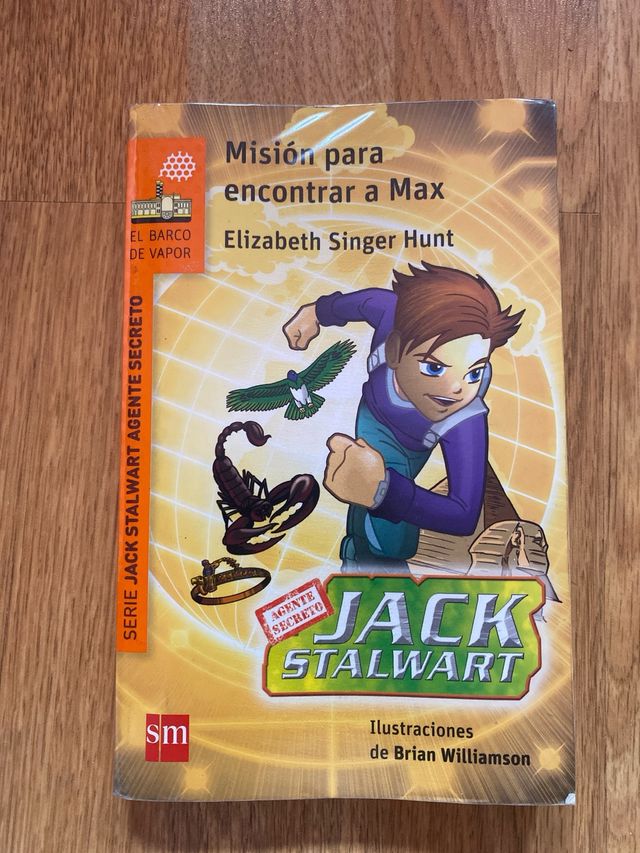 Misión para
encontrar a Max
Elizabeth Singer Hunt
EL BARCO
DE VAPOR
SERIE JACK STALWART AGENTE SECRETO
AGENTE
SECRETO
JACK
STALWART
sm
Ilustraciones
de Brian Williamson